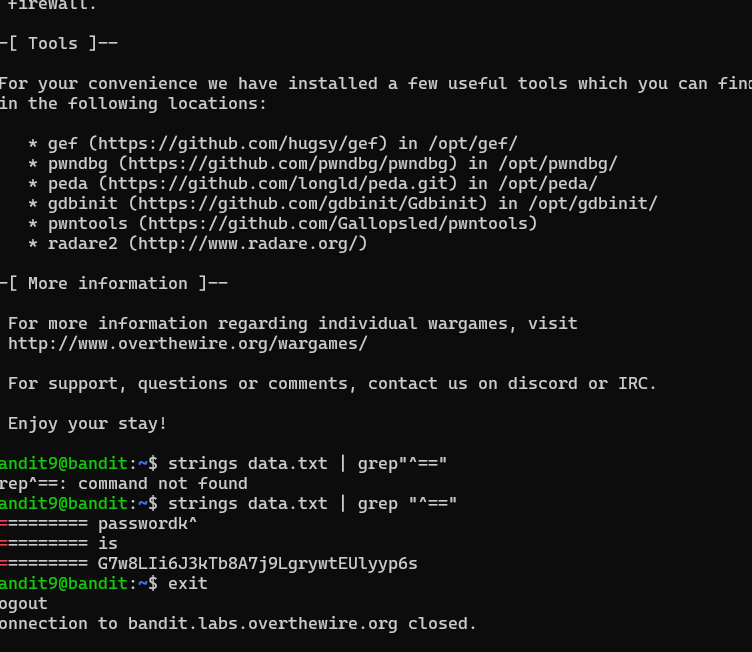 firewall.
-[ Tools ]--
For your convenience we have installed a few useful tools which you can find
in the following locations:
* gef (https://github.com/hugsy/gef) in /opt/gef/
* pwndbg (https://github.com/pwndbg/pwndbg) in /opt/pwndbg/
* peda (https://github.com/longld/peda.git) in /opt/peda/
* gdbinit (https://github.com/gdbinit/Gdbinit) in /opt/gdbinit/
* pwntools (https://github.com/Gallopsled/pwntools)
* radare2 (http://www.radare.org/)
-[ More information ]--
For more information regarding individual wargames, visit
http://www.overthewire.org/wargames/
For support, questions or comments, contact us on discord or IRC.
Enjoy your stay!
andit9@bandit:~$ strings data.txt | grep"^=="
rep^==: command not found
andit9@bandit:~$ strings data.txt | grep "^=="
========= passwordk^
========= is
========= G7w8LIi6J3kTb8A7j9LgrywtEUlyyp6s
andit9@bandit:~$ exit
ogout
onnection to bandit.labs.overthewire.org closed.